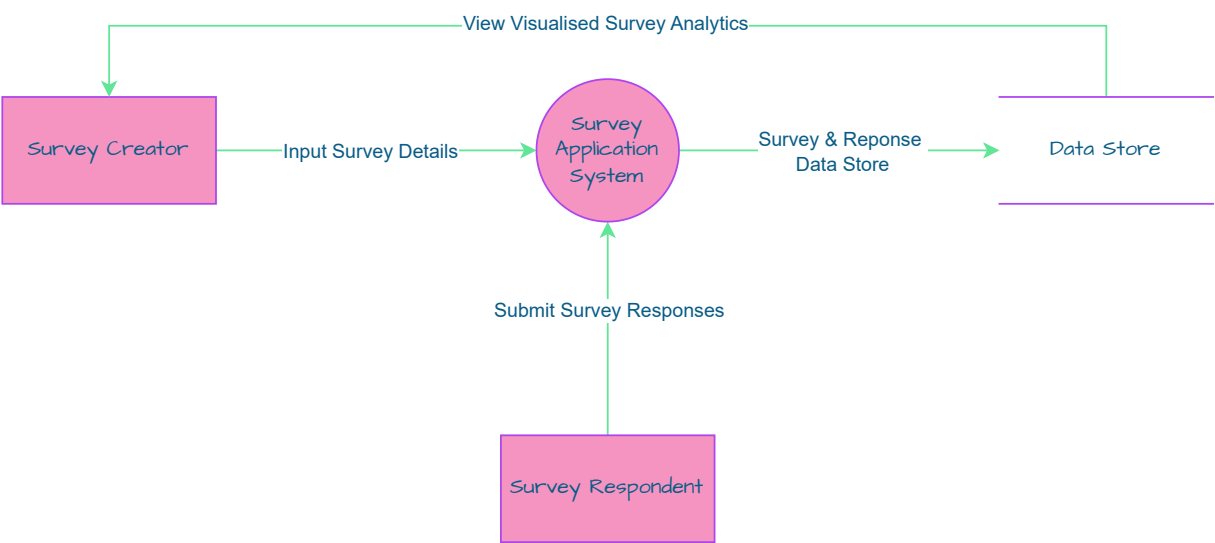 View Visualised Survey Analytics
Survey Creator
Input Survey Details
Survey
Application
System
Survey & Reponse
Data Store
Data Store
Submit Survey Responses
Survey Respondent